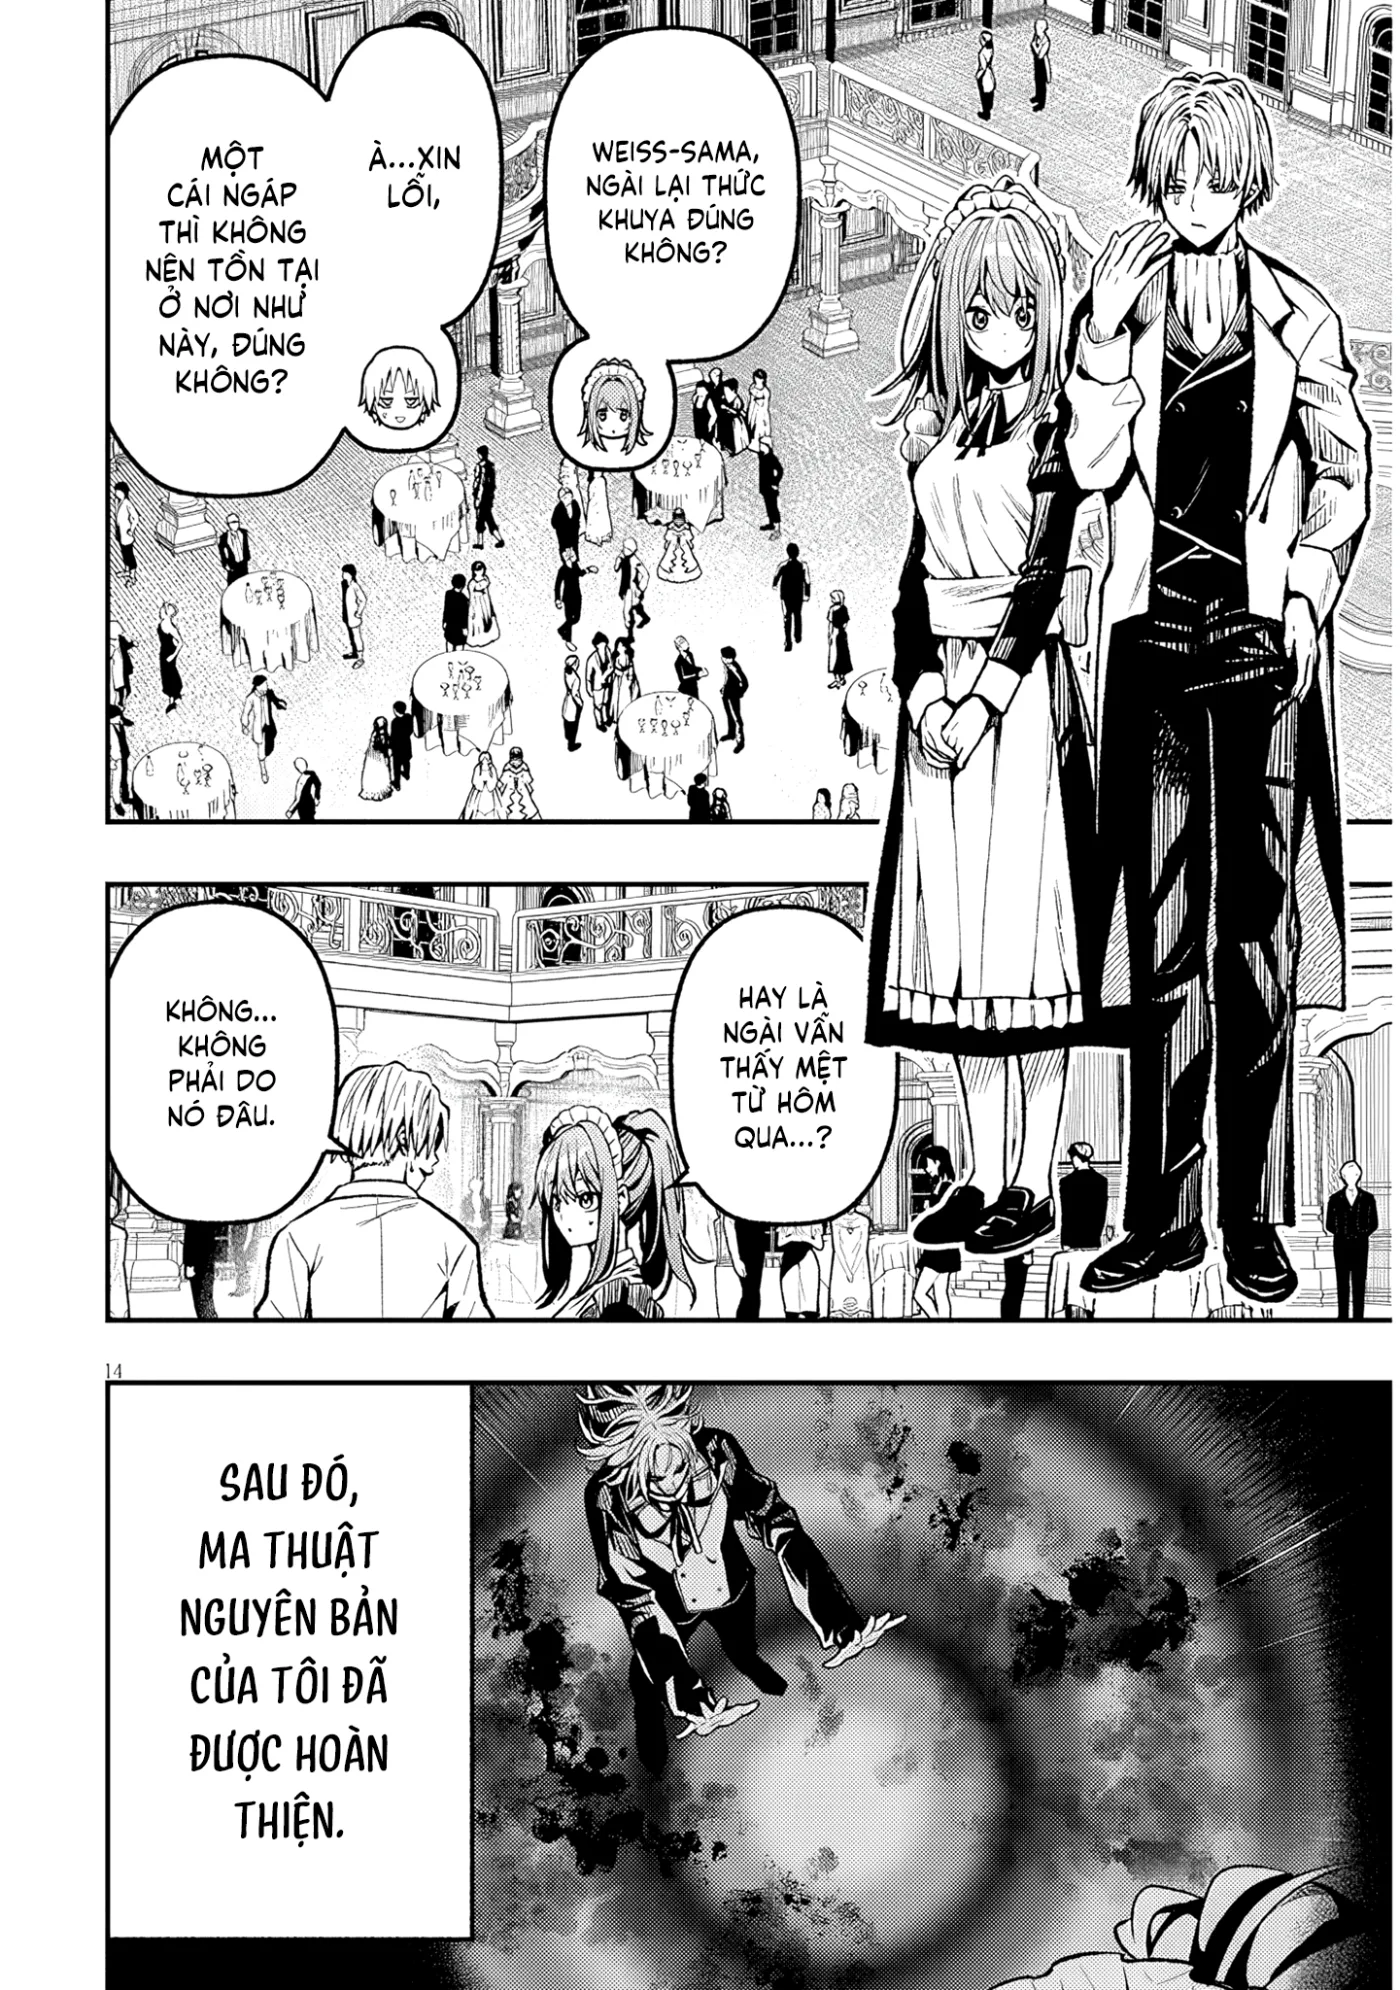 WEISS-SAMA,
NGÀI LẠI THỨC
KHUYA ĐÚNG
KHÔNG?
À...XIN
LỖI,
MỘT
CÁI NGÁP
THÌ KHÔNG
NÊN TỒN TẠI
Ở NƠI NHƯ
NÀY, ĐÚNG
KHÔNG?
HAY LÀ
NGÀI VẪN
THẤY MỆT
TỪ HÔM
QUA...?
KHÔNG...
KHÔNG
PHẢI DO
NÓ ĐÂU.
14
SAU ĐÓ,
MA THUẬT
NGUYÊN BẢN
CỦA TÔI ĐÃ
ĐƯỢC HOÀN
THIỆN.